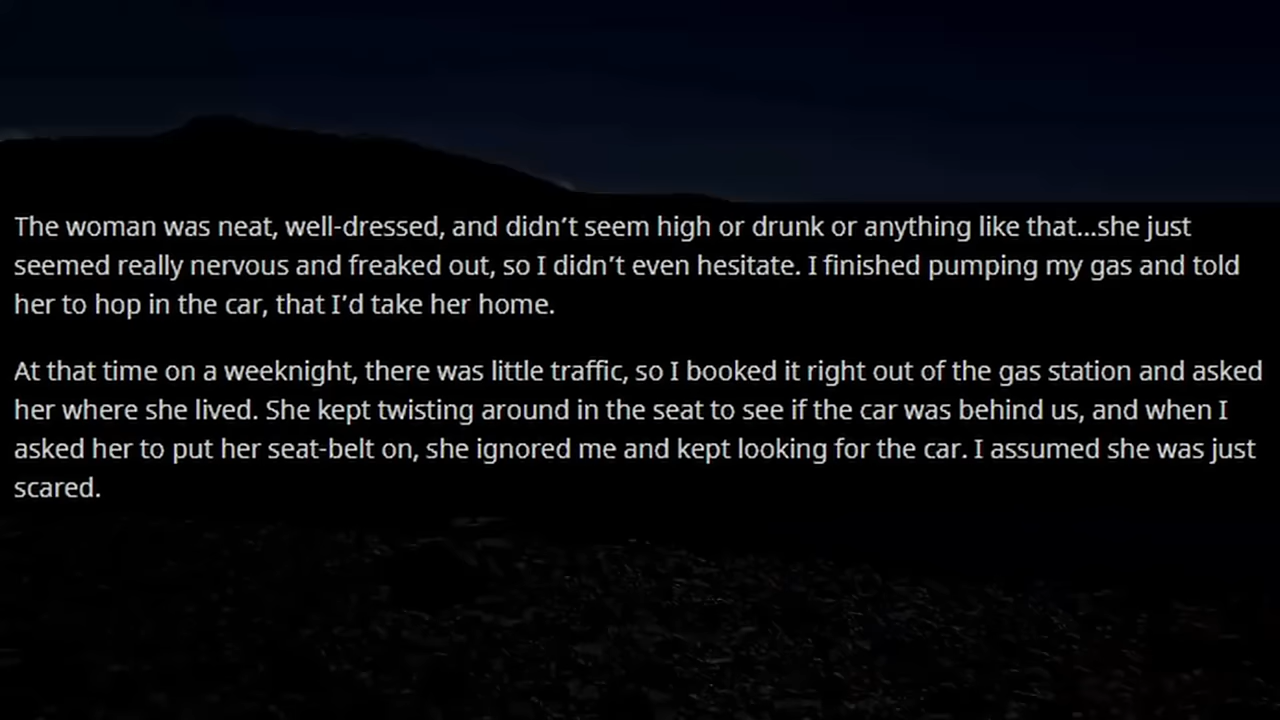 The woman was neat, well-dressed, and didn’t seem high or drunk or anything like that...she just
seemed really nervous and freaked out, so I didn’t even hesitate. I finished pumping my gas and told
her to hop in the car, that I’d take her home.
At that time on a weeknight, there was little traffic, so I booked it right out of the gas station and asked
her where she lived. She kept twisting around in the seat to see if the car was behind us, and when I
asked her to put her seat-belt on, she ignored me and kept looking for the car. I assumed she was just
scared.